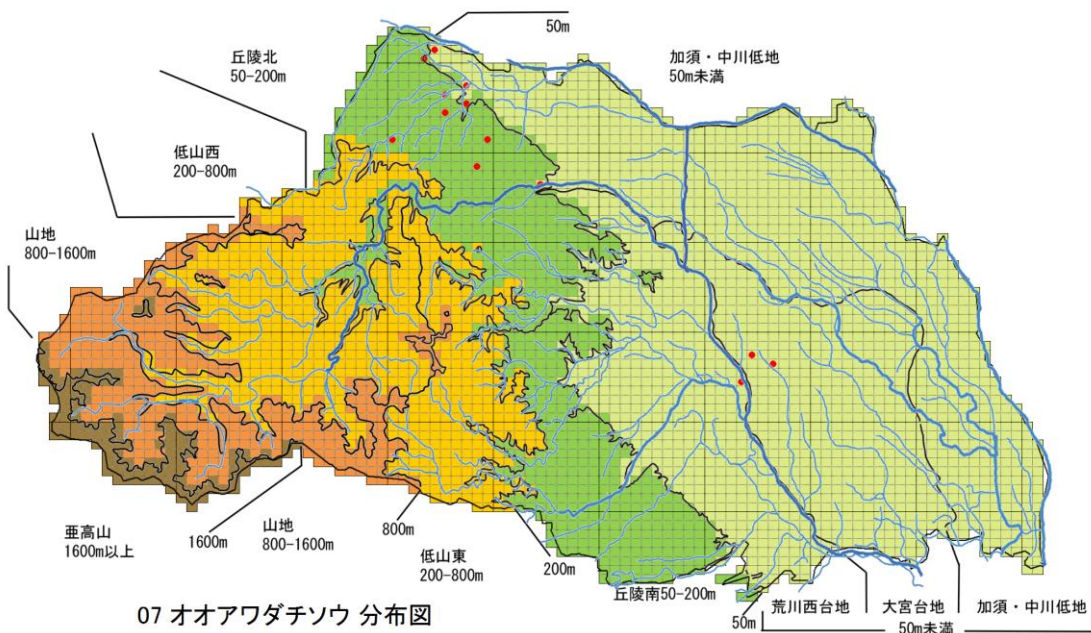 50m
丘陵北
50-200m
加須・中川低地
50m未満
低山西
200-800m
山地
800-1600m
亜高山
1600m以上
1600m
山地
800-1600m
800m
低山東
200-800m
200m
丘陵南50-200m
50m
荒川西台地
大宮台地
加須・中川低地
50m未満
07 オオアワダチソウ 分布図